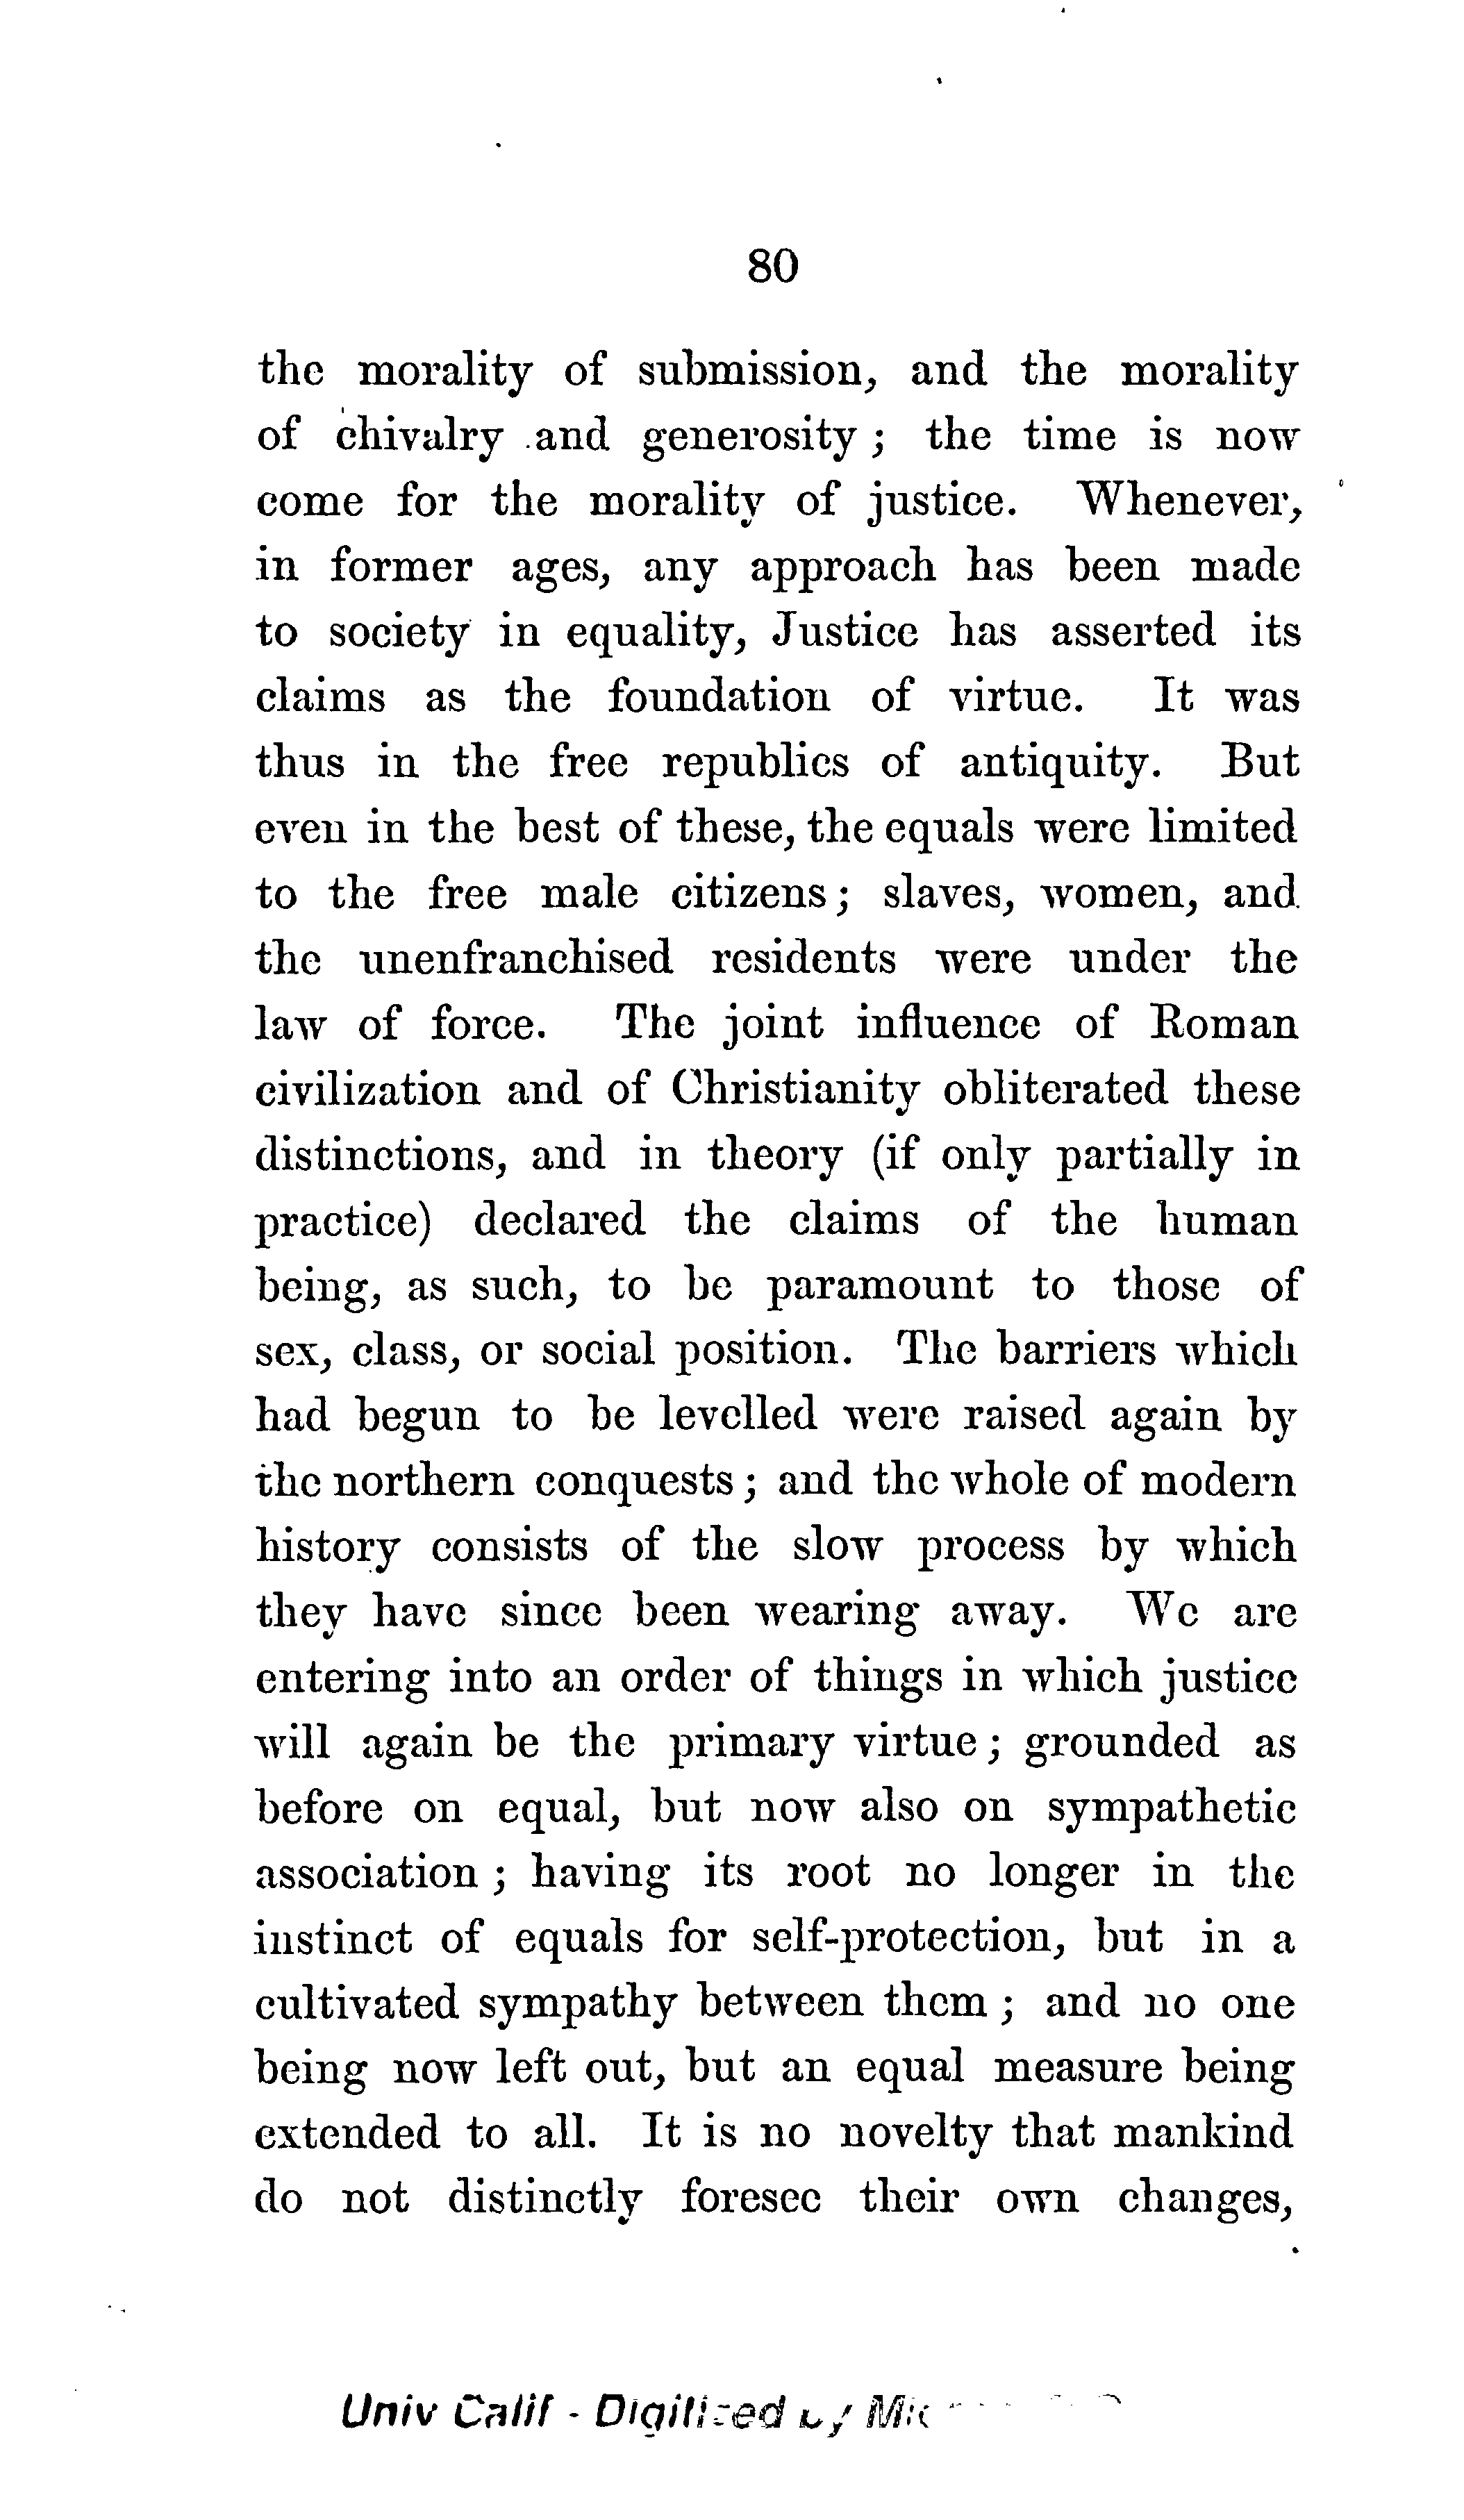 80
the morality of submission, and the morality
of chivalry and generosity ; the time is now
come for the morality of justice. Whenever,
in former ages, any approach has been made
to society in equality, Justice has asserted its
claims as the foundation of virtue. It was
thus in the free republics of antiquity. But
even in the best of these, the equals were limited
to the free male citizens ; slaves, women, and
the unenfranchised residents were under the
law of force. The joint influence of Roman
civilization and of Christianity obliterated these
distinctions, and in theory (if only partially in
practice) declared the claims of the human
being, as such, to be paramount to those of
sex, class, or social position. The barriers which
had begun to be levelled were raised again by
the northern conquests ; and the whole of modern
history consists of the slow process by which
they have since been wearing away. We are
entering into an order of things in which justice
will again be the primary virtue ; grounded as
before on equal, but now also on sympathetic
association ; having its root no longer in the
instinct of equals for self-protection, but in a
cultivated sympathy between them ; and no one
being now left out, but an equal measure being
extended to all. It is no novelty that mankind
do not distinctly foresee their own changes,
Univ Calif - Digitized by